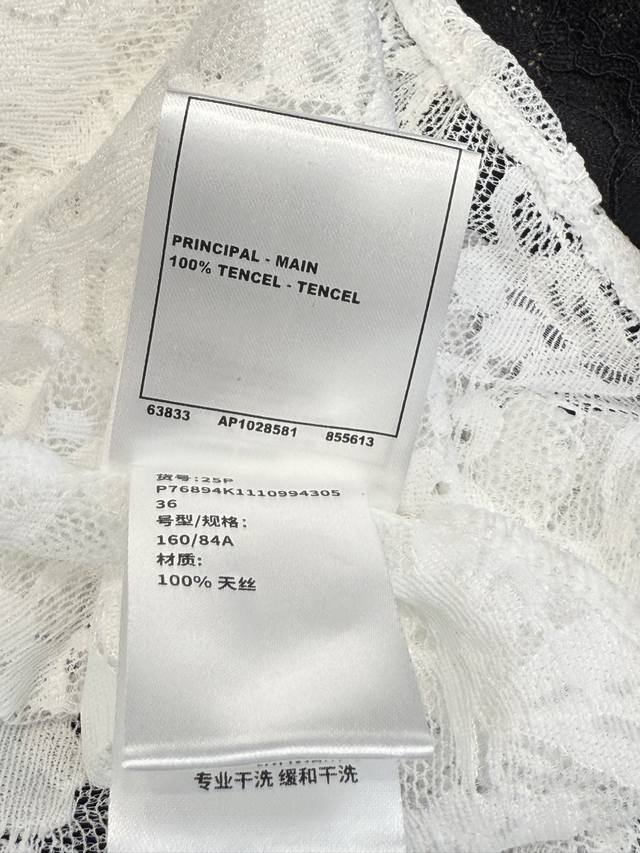 PRINCIPAL - MAIN
100% TENCEL - TENCEL
63833 AP1028581 855613
货号:25P
P76894K1110994305
36
号型/规格:
160/84A
材质:
100% 天丝
专业干洗 缓和干洗